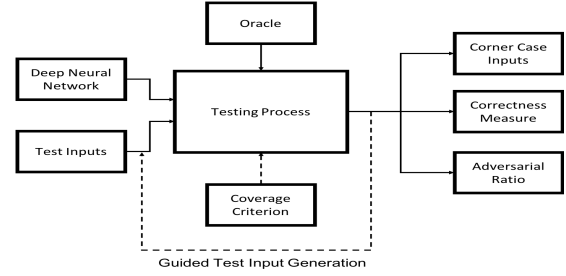 Oracle
Deep Neural
Network
Test Inputs
Testing Process
Coverage
Criterion
Corner Case
Inputs
Correctness
Measure
Adversarial
Ratio
Guided Test Input Generation